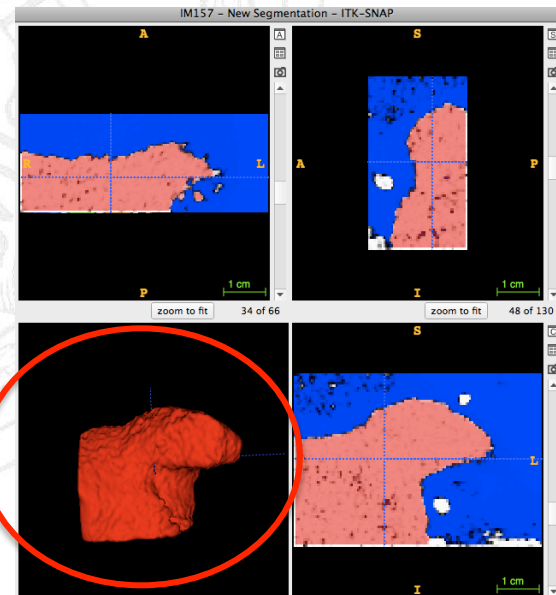 IM157 – New Segmentation – ITK-SNAP
A
A
R
L
P
1 cm
zoom to fit
34 of 66
S
S
A
P
I
1 cm
zoom to fit
48 of 130
S
C
L
I
1 cm